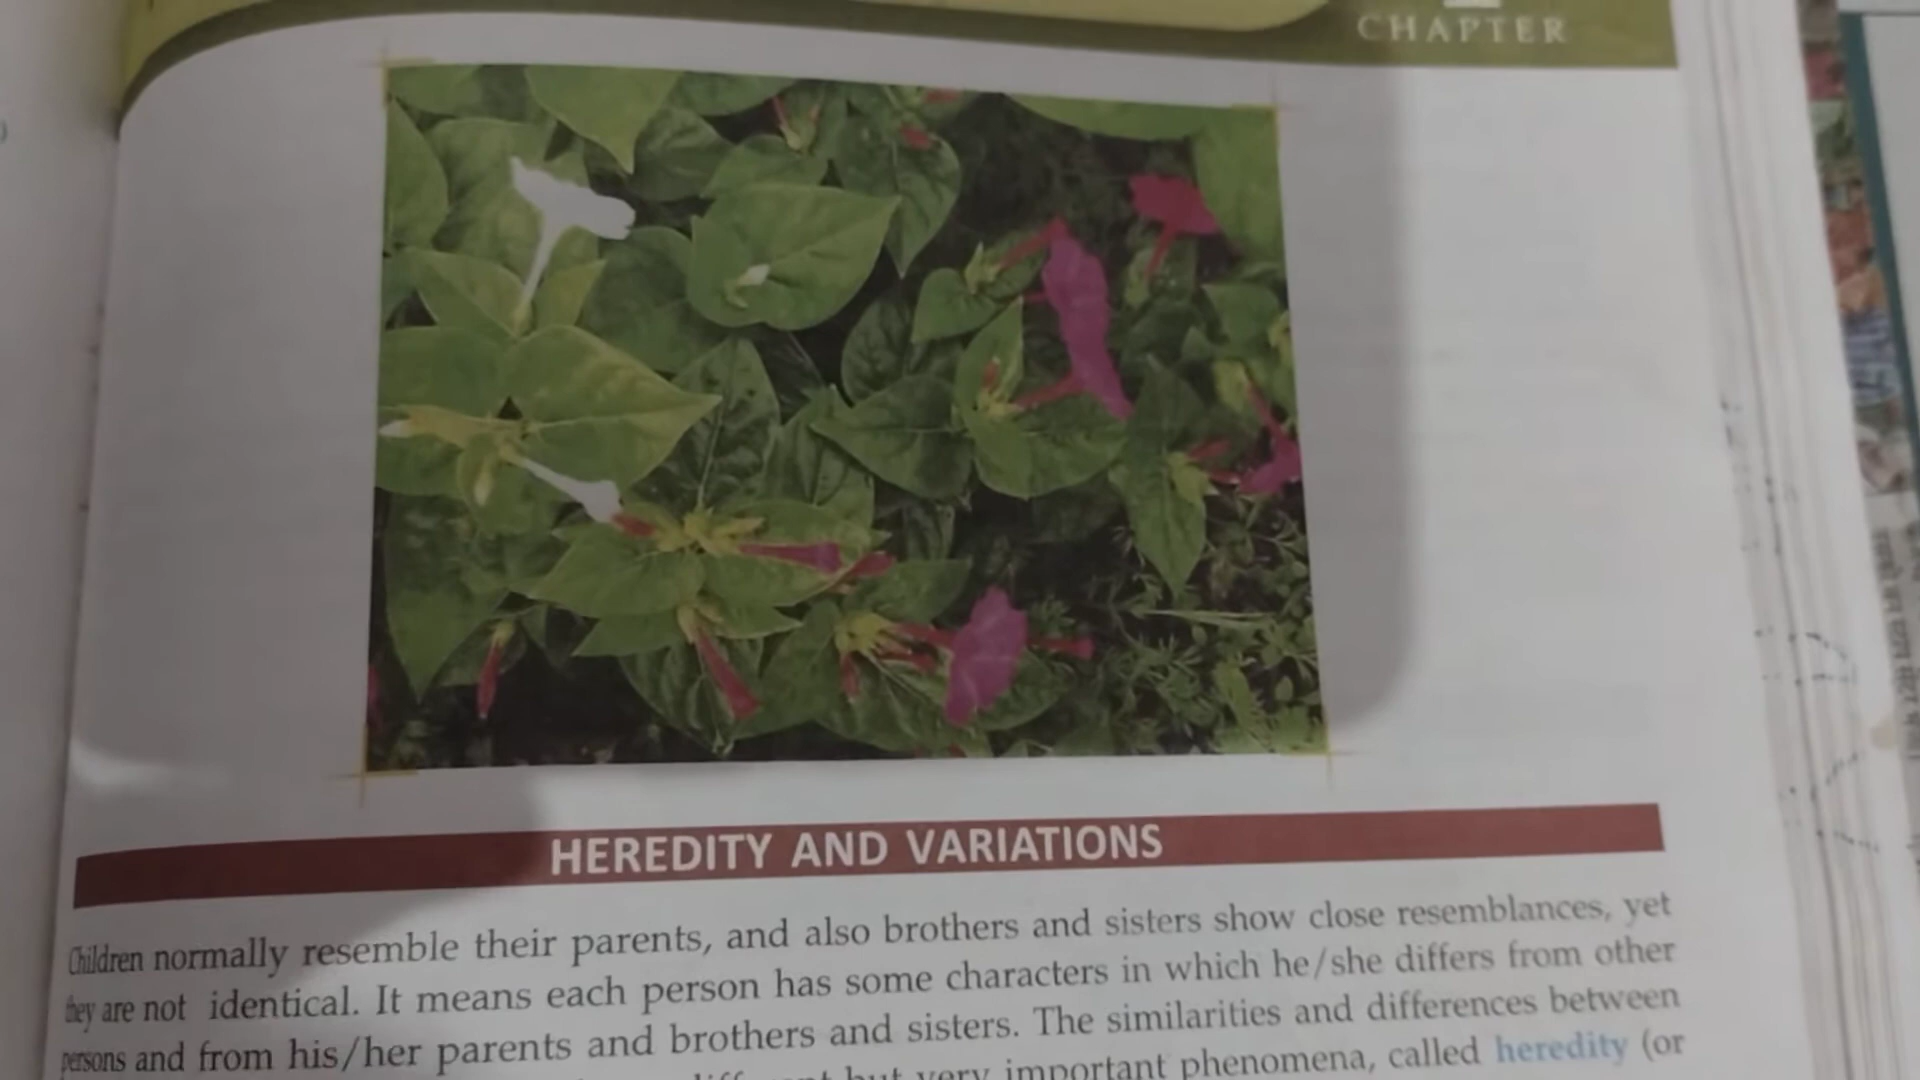 CHAPTER
HEREDITY AND VARIATIONS
Children normally resemble their parents, and also brothers and sisters show close resemblances, yet
they are not identical. It means each person has some characters in which he/she differs from other
persons and from his/her parents and brothers and sisters. The similarities and differences between
but very important phenomena, called heredity (or